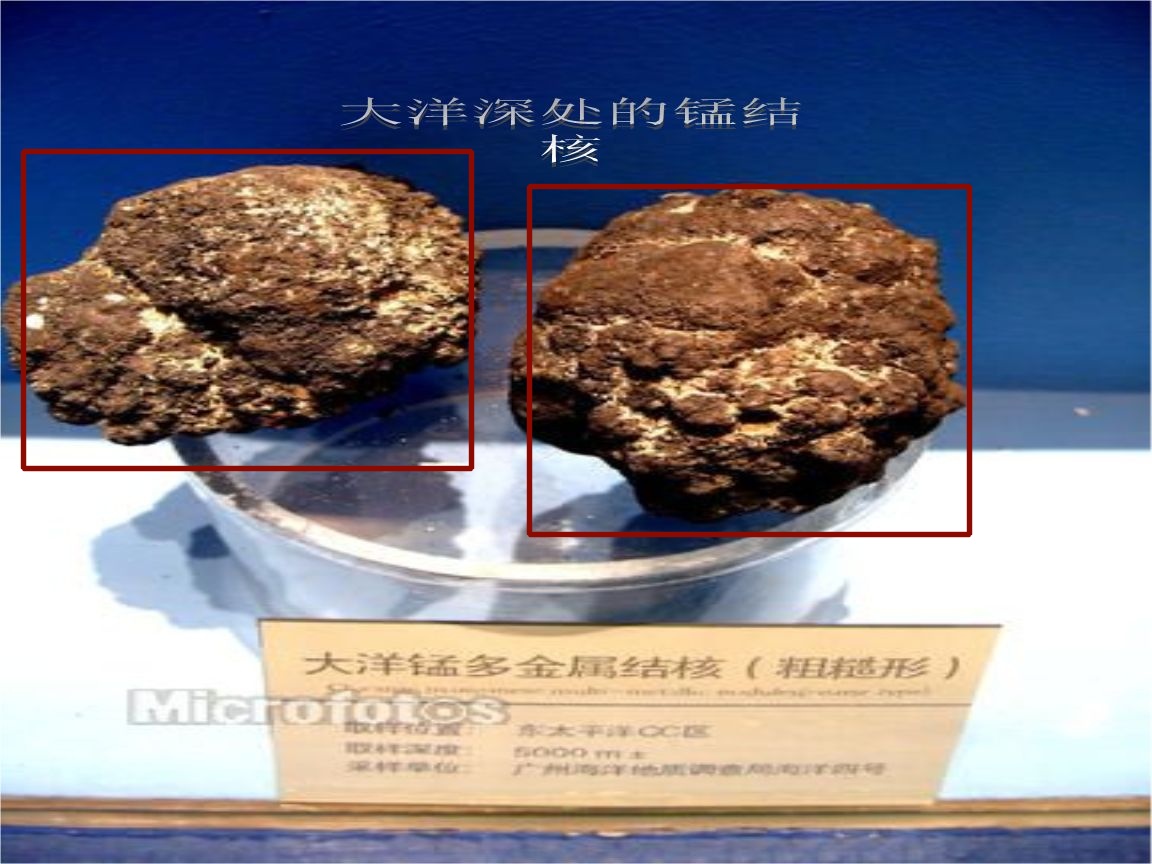 大洋深处的锰结
核
大洋锰多金属结核（粗糙形）
Microfotos
取样位置： 东太平洋CC区
取样深度： 5000m±
采样单位： 广州海洋地质调查局海洋四号